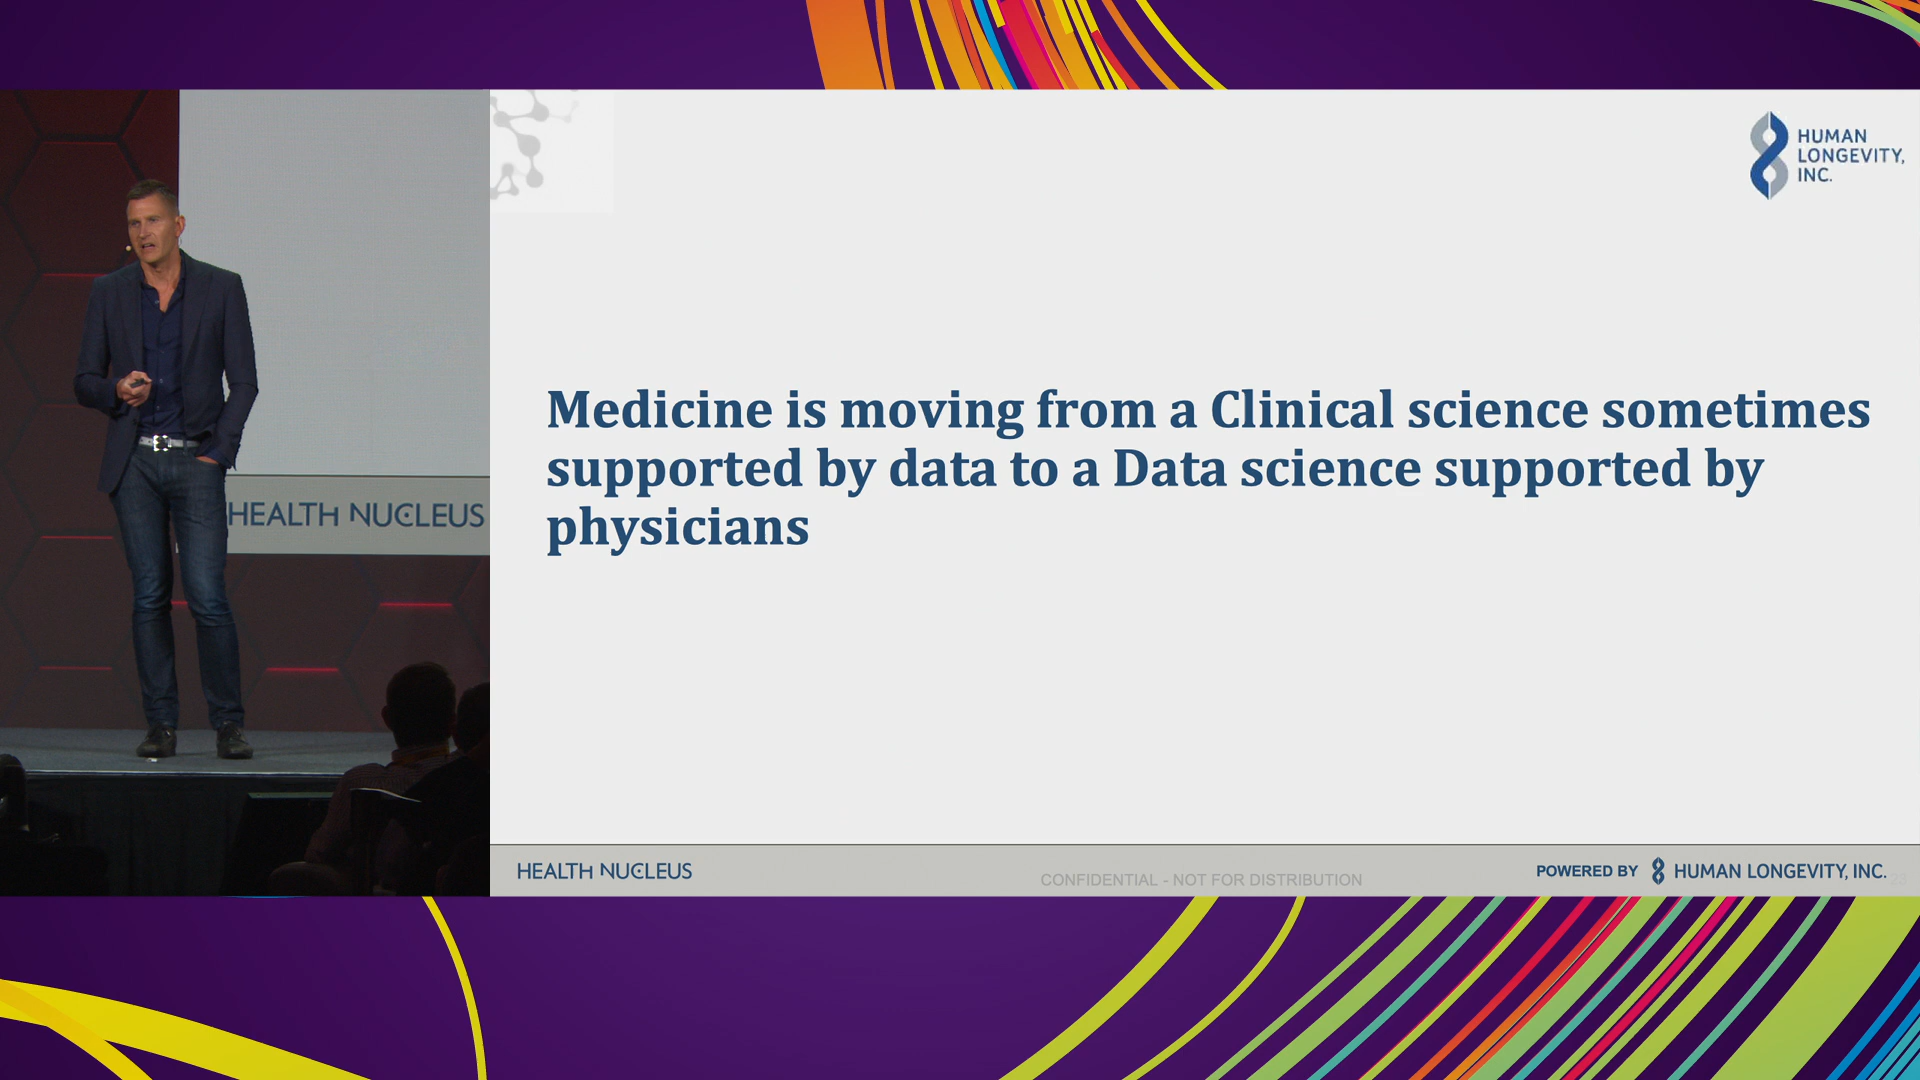 HUMAN
LONGEVITY,
INC.
Medicine is moving from a Clinical science sometimes
supported by data to a Data science supported by
physicians
HEALTH NUCLEUS
HEALTH NUCLEUS
CONFIDENTIAL - NOT FOR DISTRIBUTION
POWERED BY HUMAN LONGEVITY, INC.